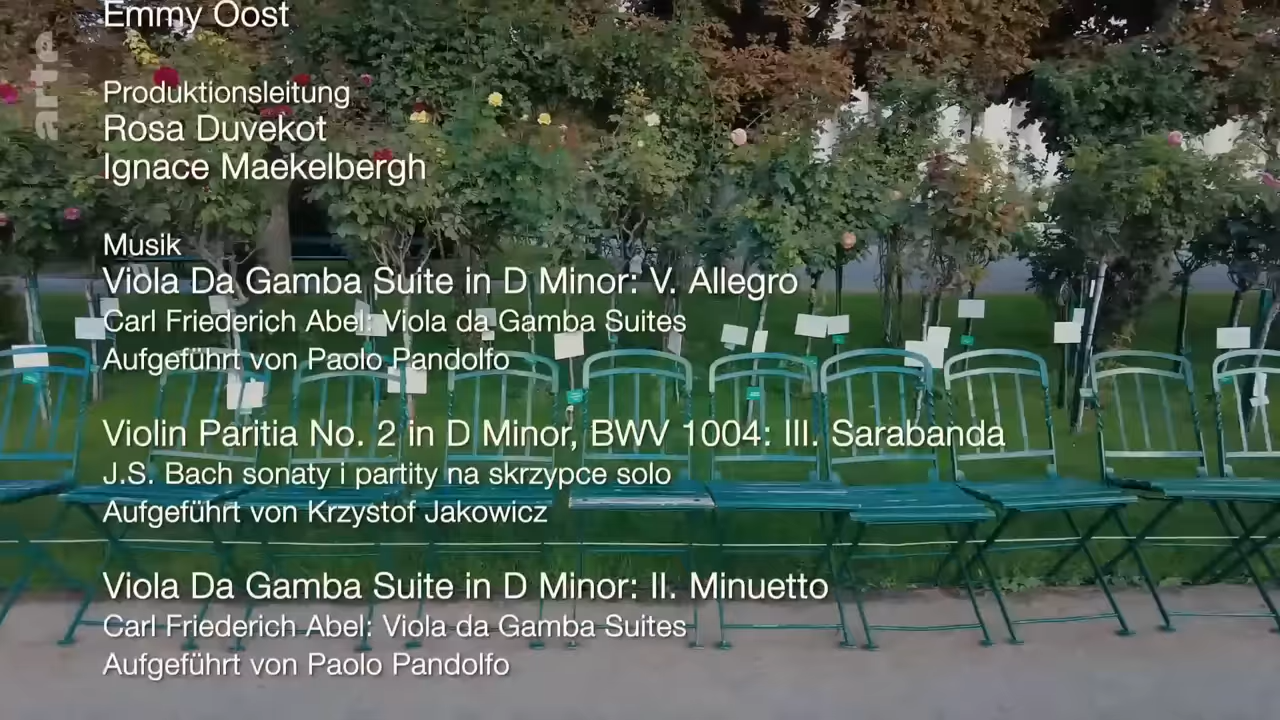 Emmy Oost
arte
Produktionsleitung
Rosa Duvekot
Ignace Maekelbergh
Musik
Viola Da Gamba Suite in D Minor: V. Allegro
Carl Friederich Abel: Viola da Gamba Suites
Aufgeführt von Paolo Pandolfo
Violin Paritia No. 2 in D Minor, BWV 1004: III. Sarabanda
J.S. Bach sonaty i partity na skrzypce solo
Aufgeführt von Krzystof Jakowicz
Viola Da Gamba Suite in D Minor: II. Minuetto
Carl Friederich Abel: Viola da Gamba Suites
Aufgeführt von Paolo Pandolfo